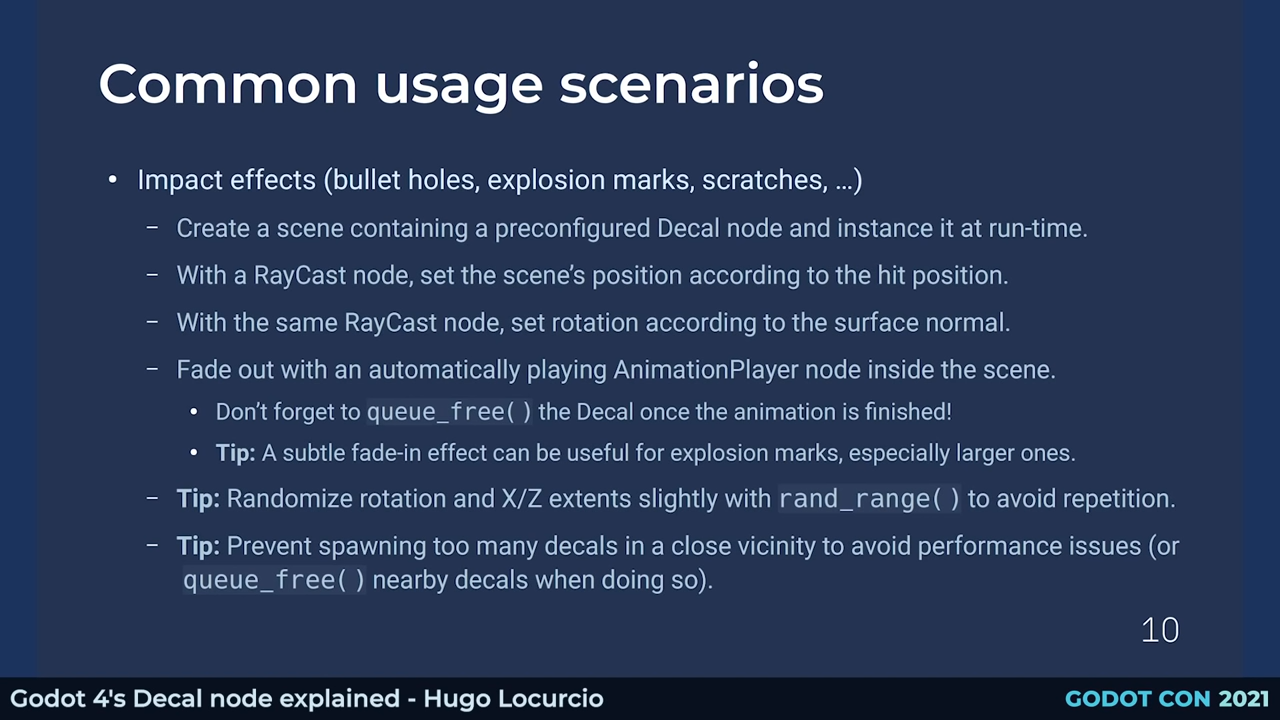 Common usage scenarios
• Impact effects (bullet holes, explosion marks, scratches, …)
– Create a scene containing a preconfigured Decal node and instance it at run-time.
– With a RayCast node, set the scene’s position according to the hit position.
– With the same RayCast node, set rotation according to the surface normal.
– Fade out with an automatically playing AnimationPlayer node inside the scene.
• Don’t forget to queue_free() the Decal once the animation is finished!
• Tip: A subtle fade-in effect can be useful for explosion marks, especially larger ones.
– Tip: Randomize rotation and X/Z extents slightly with rand_range() to avoid repetition.
– Tip: Prevent spawning too many decals in a close vicinity to avoid performance issues (or
queue_free() nearby decals when doing so).
10
Godot 4's Decal node explained - Hugo Locurcio
GODOT CON 2021